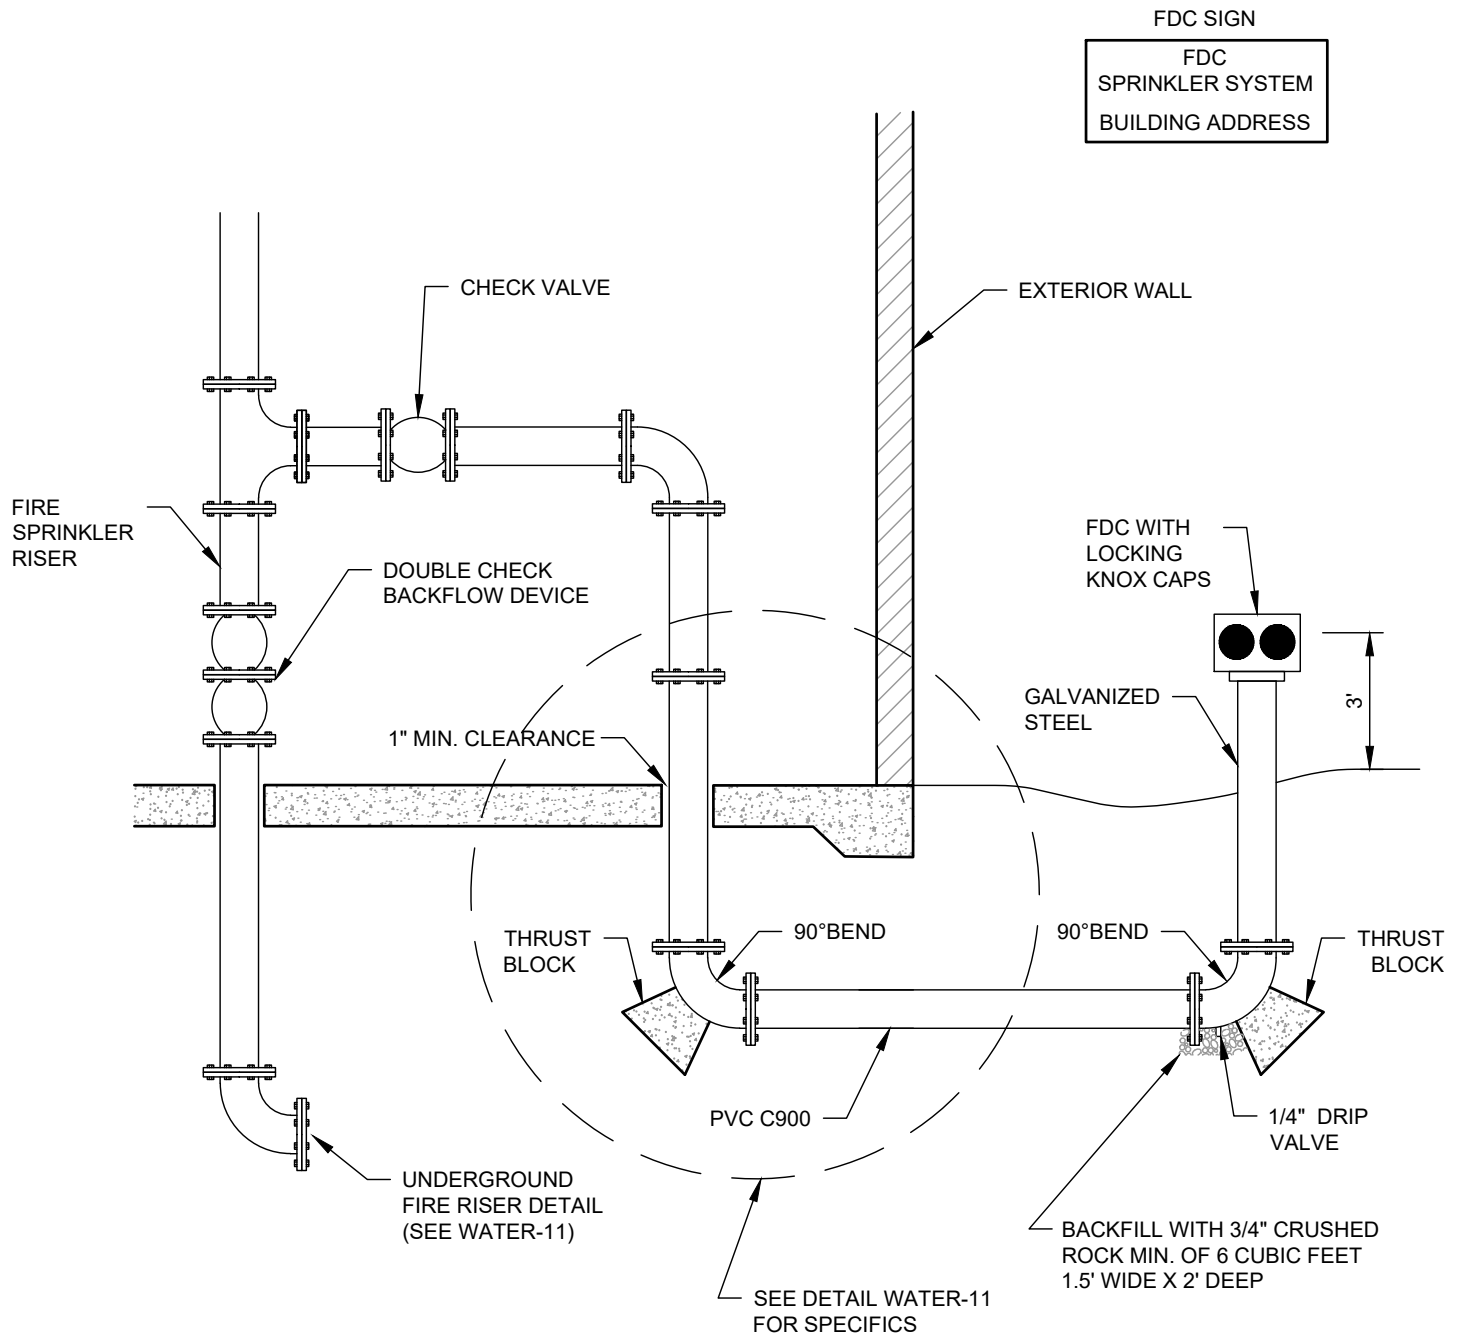 FDC SIGN
FDC
SPRINKLER SYSTEM
BUILDING ADDRESS
CHECK VALVE
EXTERIOR WALL
FIRE
SPRINKLER
RISER
DOUBLE CHECK
BACKFLOW DEVICE
FDC WITH
LOCKING
KNOX CAPS
GALVANIZED
STEEL
3'
1" MIN. CLEARANCE
THRUST
BLOCK
90°BEND
90°BEND
THRUST
BLOCK
PVC C900
1/4" DRIP
VALVE
UNDERGROUND
FIRE RISER DETAIL
(SEE WATER-11)
BACKFILL WITH 3/4" CRUSHED
ROCK MIN. OF 6 CUBIC FEET
1.5' WIDE X 2' DEEP
SEE DETAIL WATER-11
FOR SPECIFICS